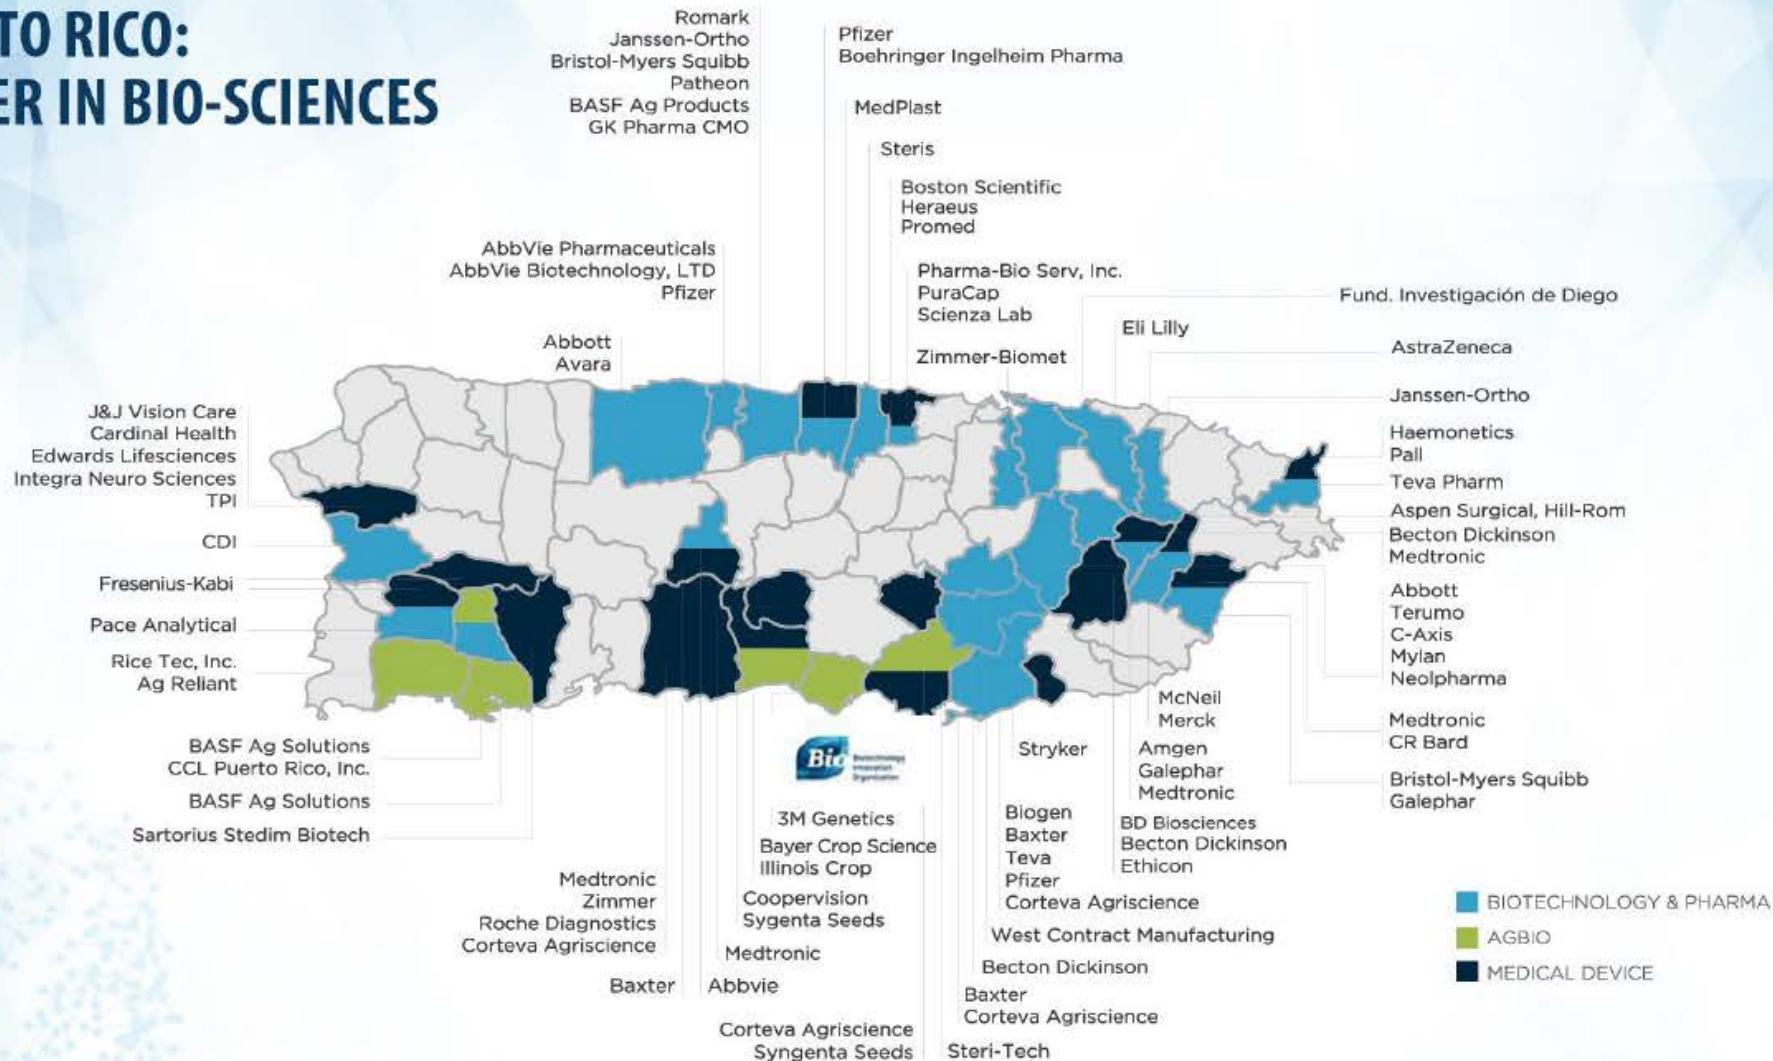 TO RICO:
ER IN BIO-SCIENCES
Romark
Janssen-Ortho
Bristol-Myers Squibb
Patheon
BASF Ag Products
GK Pharma CMO
Pfizer
Boehringer Ingelheim Pharma
MedPlast
Steris
Boston Scientific
Heraeus
Promed
AbbVie Pharmaceuticals
AbbVie Biotechnology, LTD
Pfizer
Pharma-Bio Serv, Inc.
PuraCap
Scienza Lab
Fund. Investigación de Diego
Eli Lilly
Abbott
Avara
Zimmer-Biomet
AstraZeneca
Janssen-Ortho
J&J Vision Care
Cardinal Health
Edwards Lifesciences
Integra Neuro Sciences
TPI
Haemonetics
Pall
Teva Pharm
Aspen Surgical, Hill-Rom
Becton Dickinson
Medtronic
CDI
Fresenius-Kabi
Pace Analytical
Rice Tec, Inc.
Ag Reliant
Abbott
Terumo
C-Axis
Mylan
Neolpharma
McNeil
Merck
Medtronic
CR Bard
BASF Ag Solutions
CCL Puerto Rico, Inc.
BASF Ag Solutions
Sartorius Stedim Biotech
Bio
Biotechnology
Innovation
Organization
Stryker
Amgen
Galephar
Medtronic
Bristol-Myers Squibb
Galephar
3M Genetics
Bayer Crop Science
Illinois Crop
Coopervision
Sygenta Seeds
Medtronic
Biogen
Baxter
Teva
Pfizer
Corteva Agriscience
BD Biosciences
Becton Dickinson
Ethicon
Medtronic
Zimmer
Roche Diagnostics
Corteva Agriscience
Baxter
Abbvie
West Contract Manufacturing
Becton Dickinson
Baxter
Corteva Agriscience
Corteva Agriscience
Syngenta Seeds
Steri-Tech
BIOTECHNOLOGY & PHARMA
AGBIO
MEDICAL DEVICE